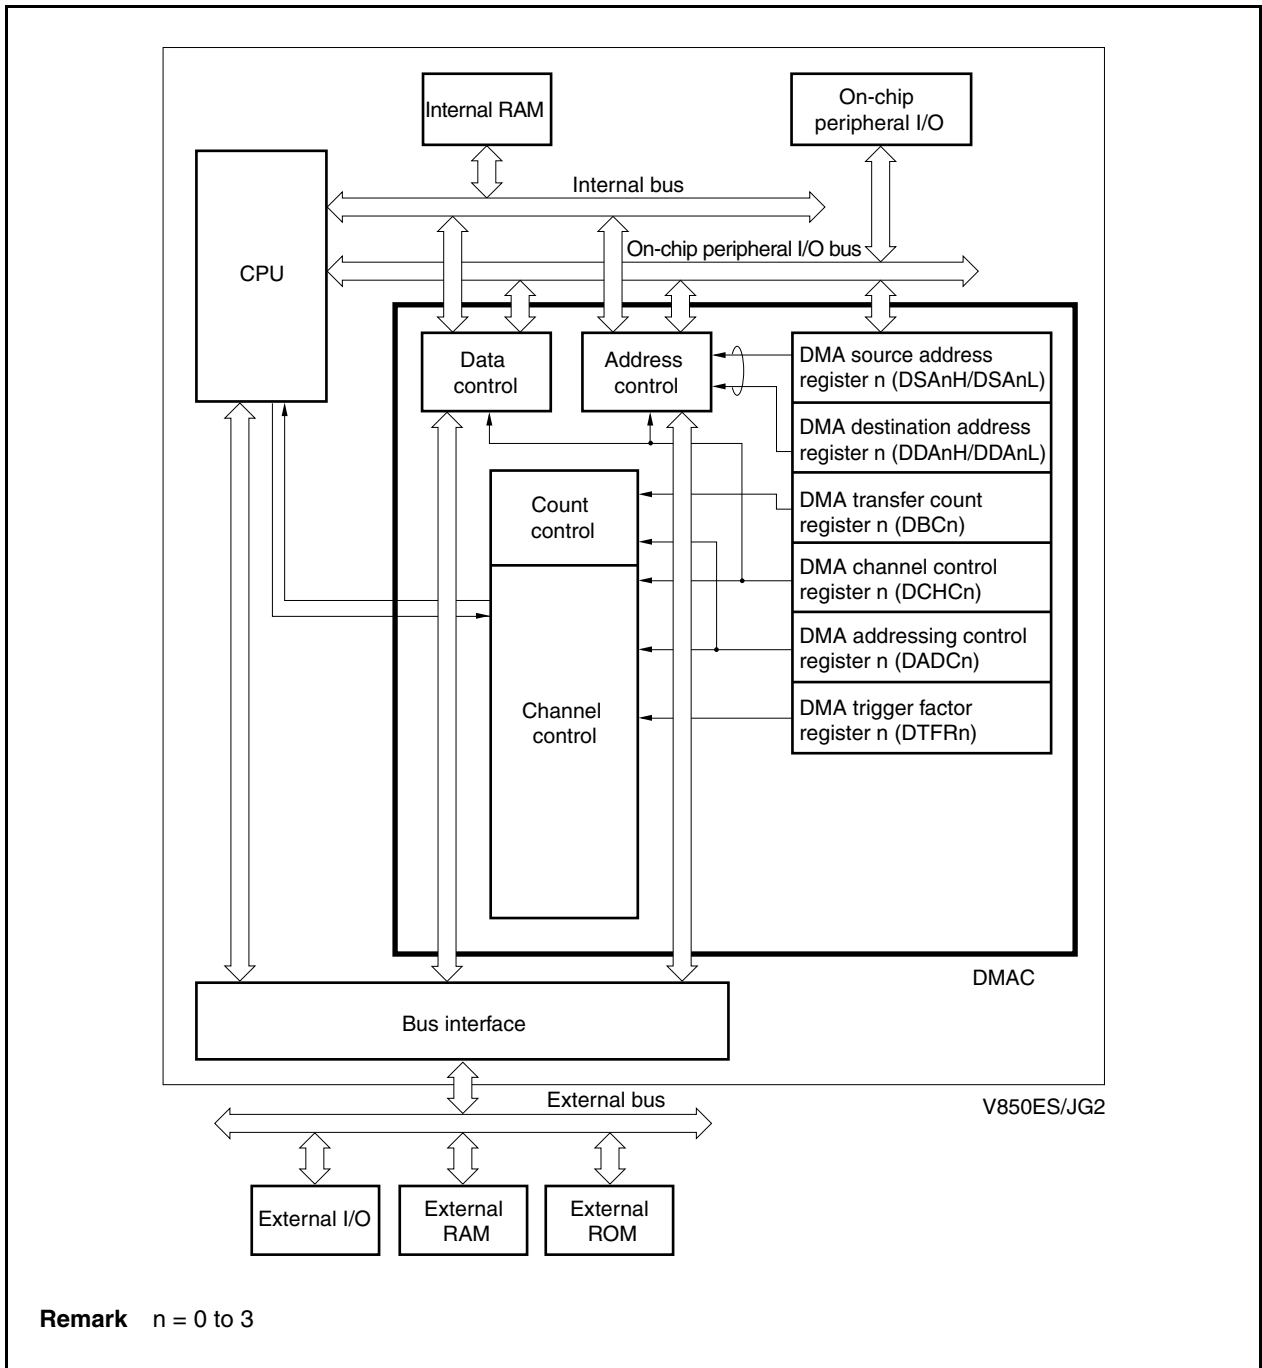 Internal RAM
On-chip
peripheral I/O
Internal bus
On-chip peripheral I/O bus
CPU
Data
control
Address
control
DMA source address
register n (DSAnH/DSAnL)
DMA destination address
register n (DDAnH/DDAnL)
Count
control
DMA transfer count
register n (DBCn)
DMA channel control
register n (DCHCn)
DMA addressing control
register n (DADCn)
Channel
control
DMA trigger factor
register n (DTFRn)
DMAC
Bus interface
External bus
V850ES/JG2
External I/O
External
RAM
External
ROM
Remark n = 0 to 3